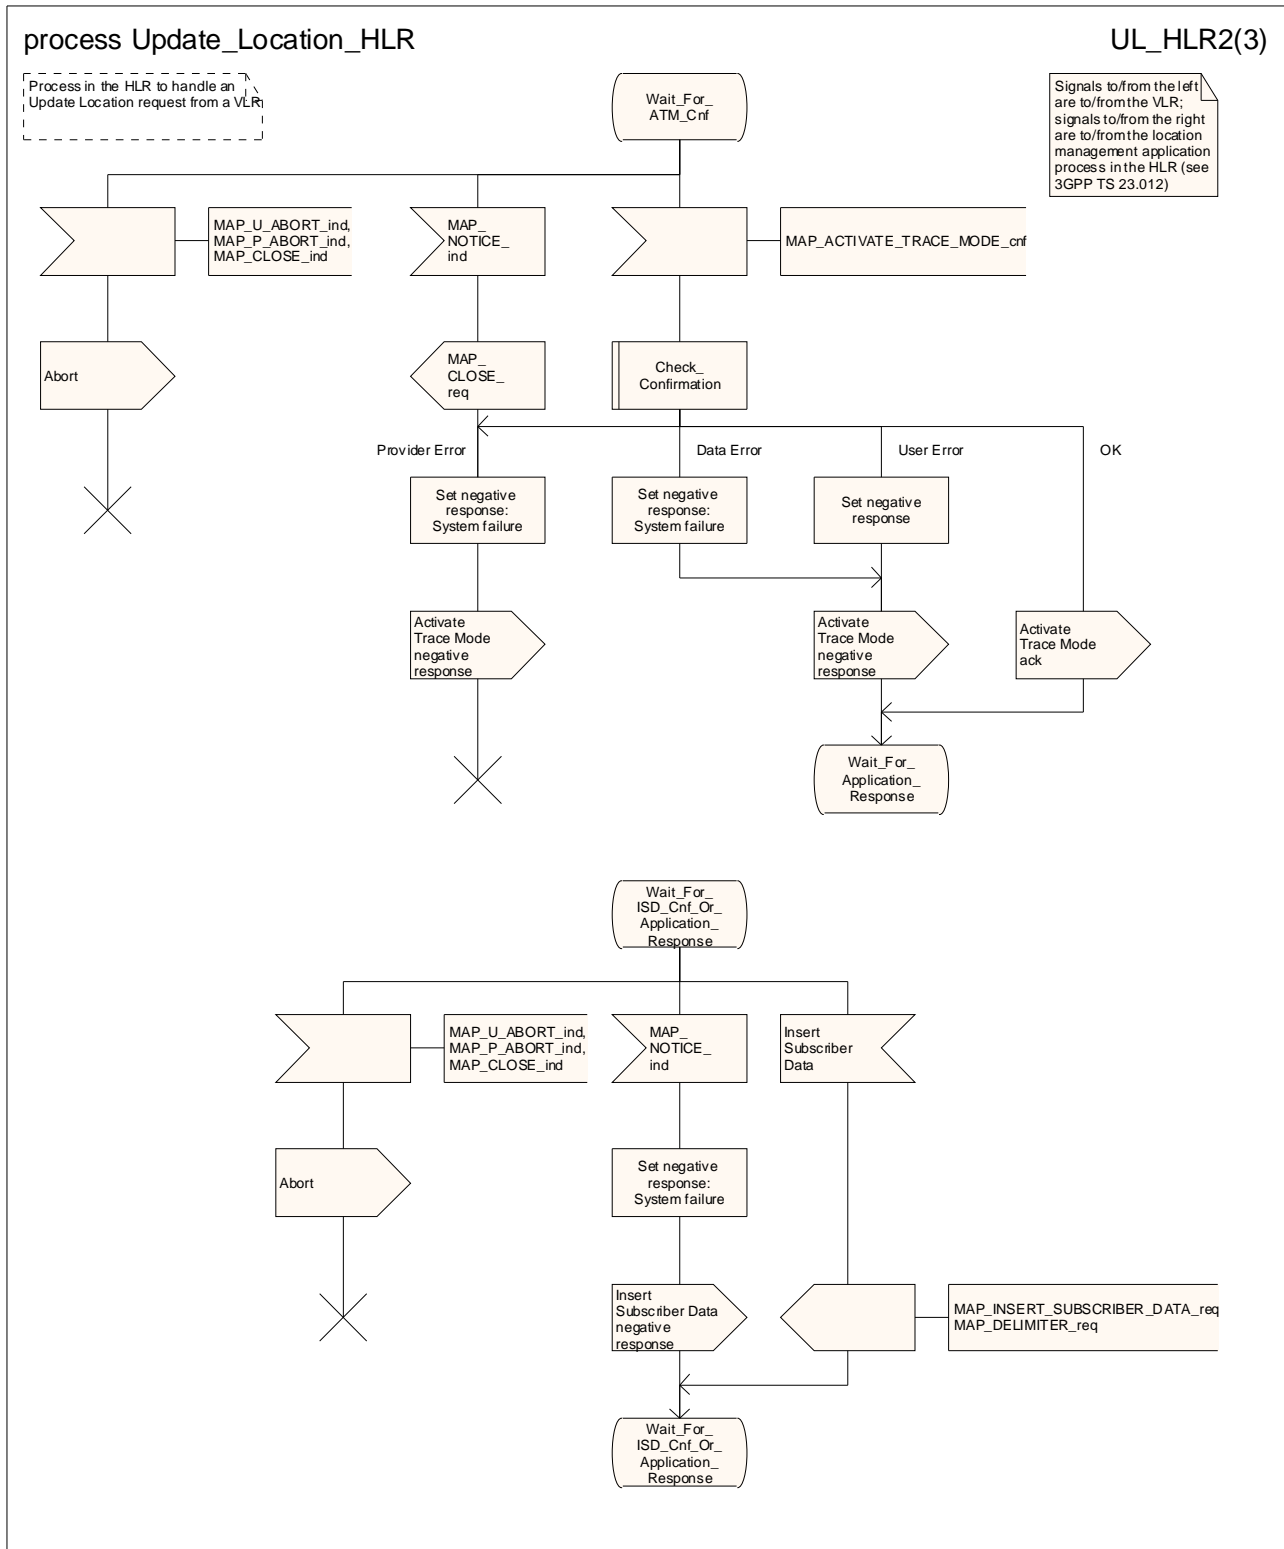 process Update_Location_HLR
UL_HLR2(3)
Process in the HLR to handle an
Update Location request from a VLR
Wait_For_
ATM_Cnf
Signals to/from the left
are to/from the VLR;
signals to/from the right
are to/from the location
management application
process in the HLR (see
3GPP TS 23.012)
MAP_U_ABORT_ind,
MAP_P_ABORT_ind,
MAP_CLOSE_ind
MAP_
NOTICE_
ind
MAP_ACTIVATE_TRACE_MODE_cnf
Abort
MAP_
CLOSE_
req
Check_
Confirmation
Provider Error
Data Error
User Error
OK
Set negative
response:
System failure
Set negative
response:
System failure
Set negative
response
Activate
Trace Mode
negative
response
Activate
Trace Mode
negative
response
Activate
Trace Mode
ack
Wait_For_
Application_
Response
Wait_For_
ISD_Cnf_Or_
Application_
Response
MAP_U_ABORT_ind,
MAP_P_ABORT_ind,
MAP_CLOSE_ind
MAP_
NOTICE_
ind
Insert
Subscriber
Data
Abort
Set negative
response:
System failure
Insert
Subscriber Data
negative
response
MAP_INSERT_SUBSCRIBER_DATA_req
MAP_DELIMITER_req
Wait_For_
ISD_Cnf_Or_
Application_
Response